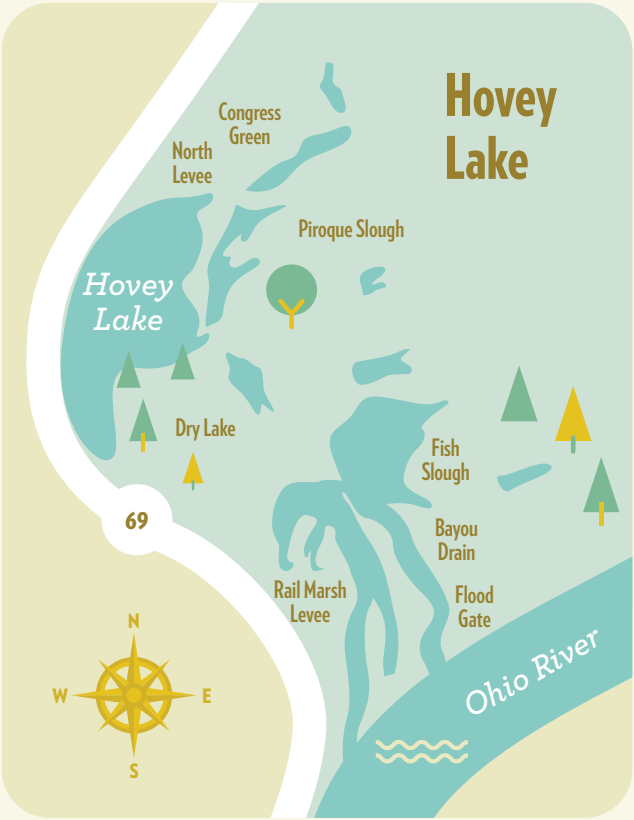 Hovey
Lake
Congress
Green
North
Levee
Piroque Slough
Hovey
Lake
Dry Lake
Fish
Slough
69
Bayou
Drain
Rail Marsh
Levee
Flood
Gate
Ohio River
N
W
E
S